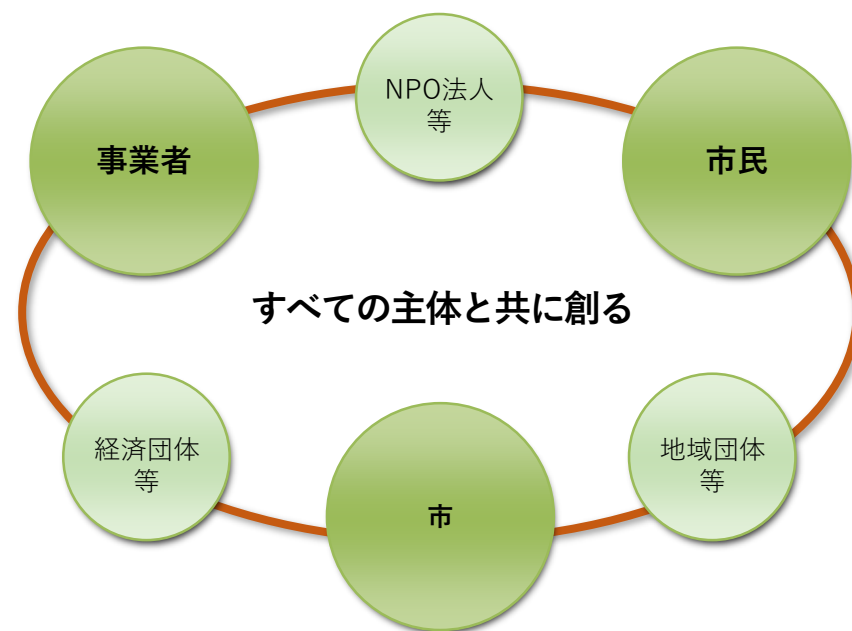 NPO法人
等
事業者
市民
すべての主体と共に創る
経済団体
等
地域団体
等
市